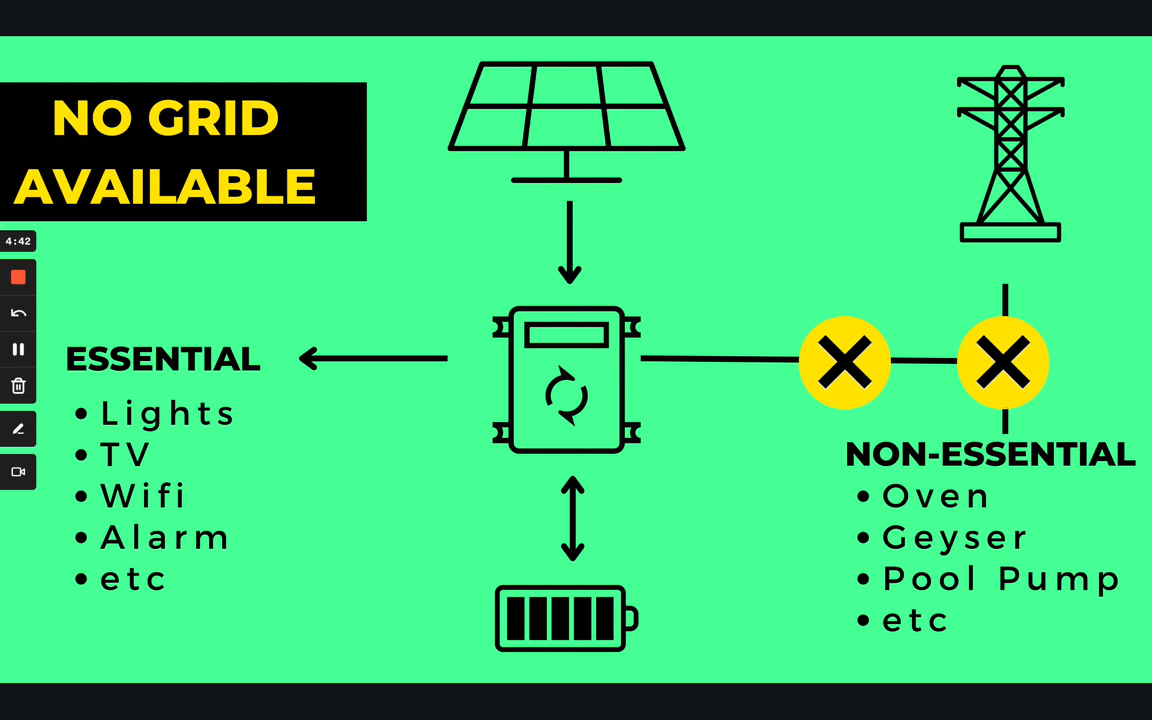 NO GRID
AVAILABLE
4:42
ESSENTIAL
• Lights
• TV
• Wifi
• Alarm
• etc
NON-ESSENTIAL
• Oven
• Geyser
• Pool Pump
• etc